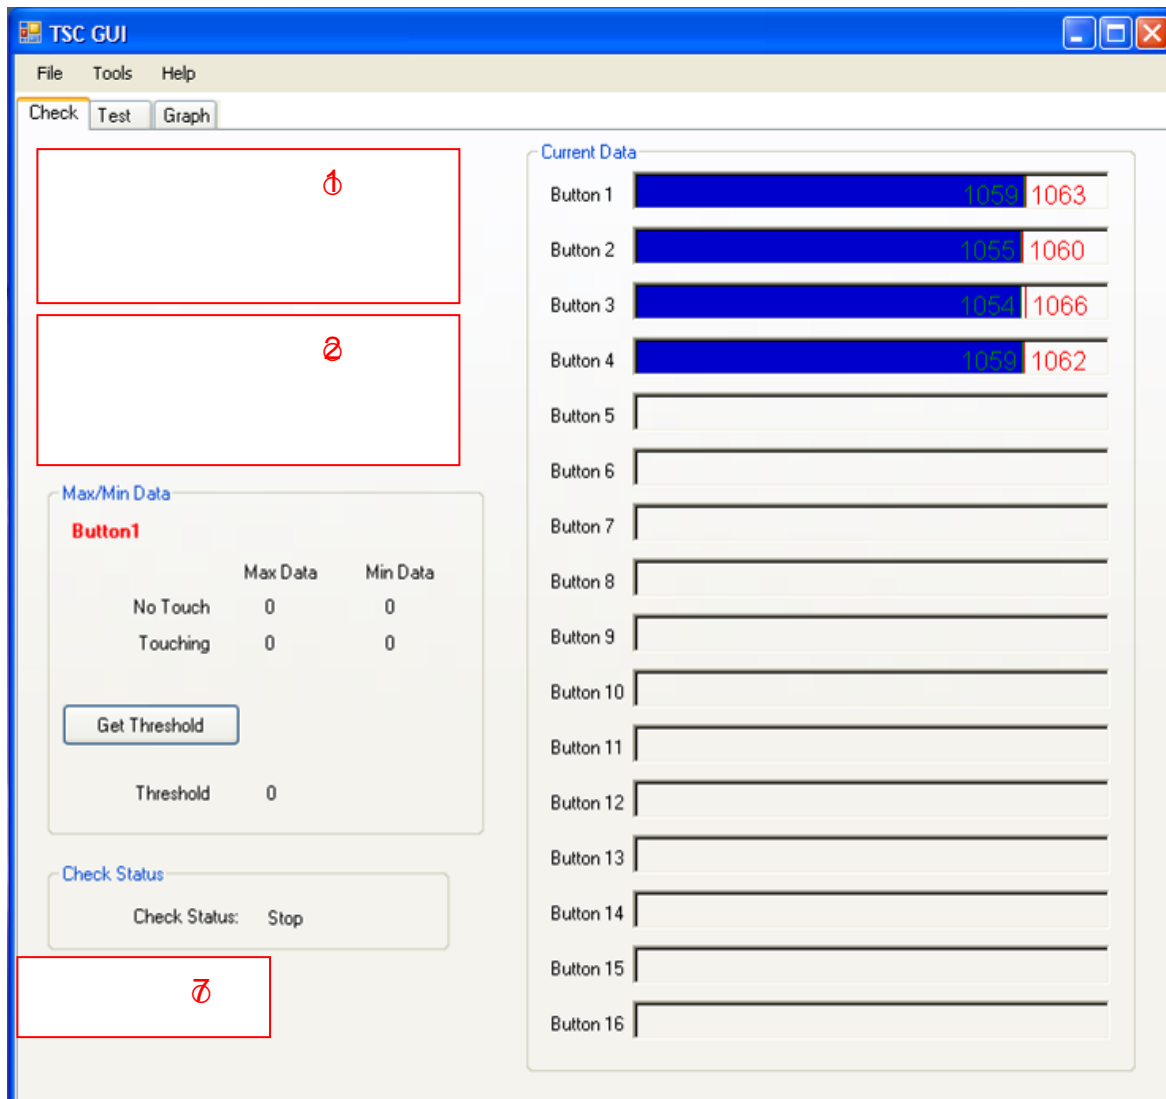 TSC GUI
File Tools Help
Check Test Graph
①
②
Max/Min Data
Button1
Max Data Min Data
No Touch 0 0
Touching 0 0
Get Threshold
Threshold 0
Check Status
Check Status: Stop
⑦
Current Data
Button 1 1059 1063
Button 2 1055 1060
Button 3 1054 1066
Button 4 1059 1062
Button 5
Button 6
Button 7
Button 8
Button 9
Button 10
Button 11
Button 12
Button 13
Button 14
Button 15
Button 16